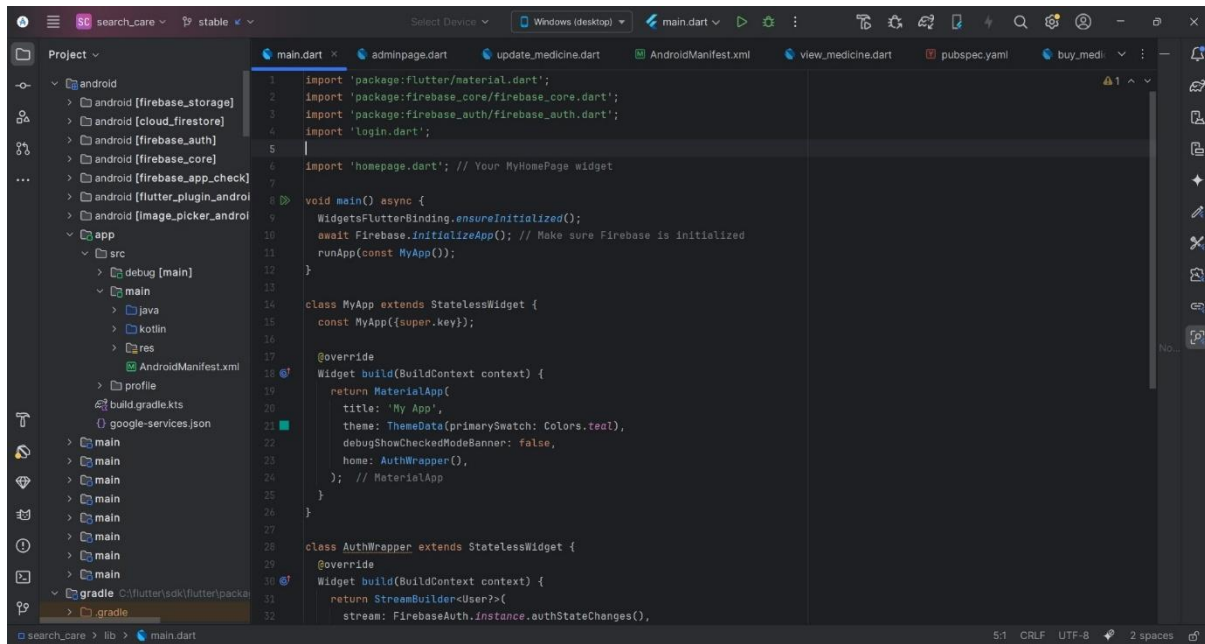 SC search_care stable Select Device Windows (desktop) main.dart
Project
main.dart adminpage.dart update_medicine.dart AndroidManifest.xml view_medicine.dart pubspec.yaml buy_medi
android
android [firebase_storage]
android [cloud_firestore]
android [firebase_auth]
android [firebase_core]
android [firebase_app_check]
android [flutter_plugin_androi
android [image_picker_androi
app
src
debug [main]
main
java
kotlin
res
AndroidManifest.xml
profile
build.gradle.kts
google-services.json
main
main
main
main
main
main
main
main
gradle C:\flutter\sdk\flutter\packa
.gradle
1 import 'package:flutter/material.dart';
2 import 'package:firebase_core/firebase_core.dart';
3 import 'package:firebase_auth/firebase_auth.dart';
4 import 'login.dart';
5
6 import 'homepage.dart'; // Your MyHomePage widget
7
8 void main() async {
9 WidgetsFlutterBinding.ensureInitialized();
10 await Firebase.initializeApp(); // Make sure Firebase is initialized
11 runApp(const MyApp());
12 }
13
14 class MyApp extends StatelessWidget {
15 const MyApp({super.key});
16
17 @override
18 Widget build(BuildContext context) {
19 return MaterialApp(
20 title: 'My App',
21 theme: ThemeData(primarySwatch: Colors.teal),
22 debugShowCheckedModeBanner: false,
23 home: AuthWrapper(),
24 ); // MaterialApp
25 }
26 }
27
28 class AuthWrapper extends StatelessWidget {
29 @override
30 Widget build(BuildContext context) {
31 return StreamBuilder<User?>(
32 stream: FirebaseAuth.instance.authStateChanges(),
1
No...
search_care > lib > main.dart 5:1 CRLF UTF-8 2 spaces